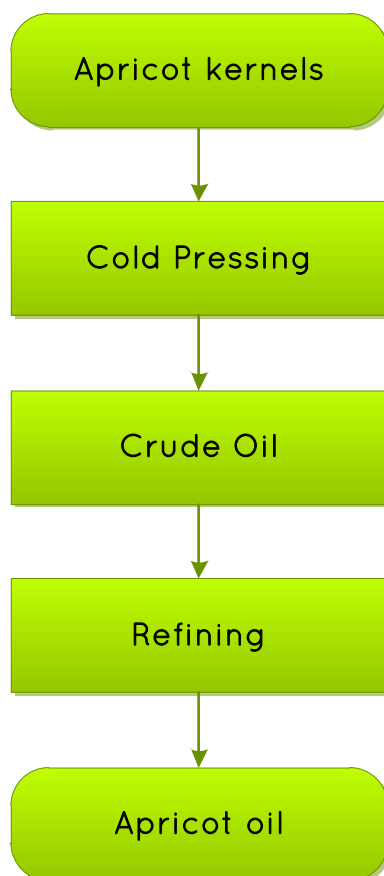 Apricot kernels
Cold Pressing
Crude Oil
Refining
Apricot oil